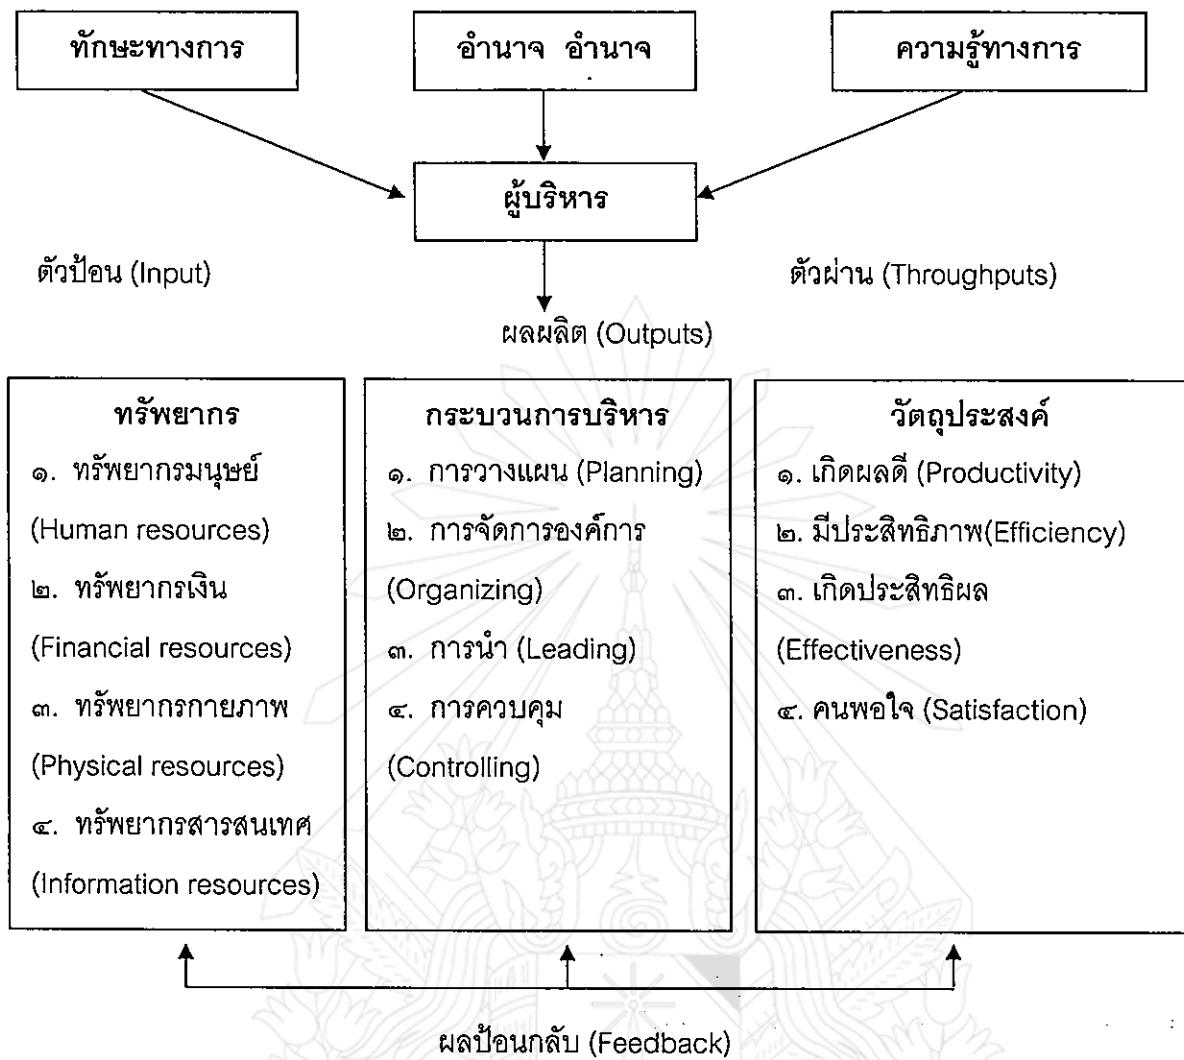 ทักษะทางการ
อำนาจ อำนาจ
ความรู้ทางการ
ผู้บริหาร
ตัวป้อน (Input)
ตัวผ่าน (Throughputs)
ผลผลิต (Outputs)
ทรัพยากร
๑. ทรัพยากรมนุษย์
(Human resources)
๒. ทรัพยากรเงิน
(Financial resources)
๓. ทรัพยากรกายภาพ
(Physical resources)
๔. ทรัพยากรสารสนเทศ
(Information resources)
กระบวนการบริหาร
๑. การวางแผน (Planning)
๒. การจัดการองค์การ
(Organizing)
๓. การนำ (Leading)
๔. การควบคุม
(Controlling)
วัตถุประสงค์
๑. เกิดผลดี (Productivity)
๒. มีประสิทธิภาพ(Efficiency)
๓. เกิดประสิทธิผล
(Effectiveness)
๔. คนพอใจ (Satisfaction)
ผลป้อนกลับ (Feedback)